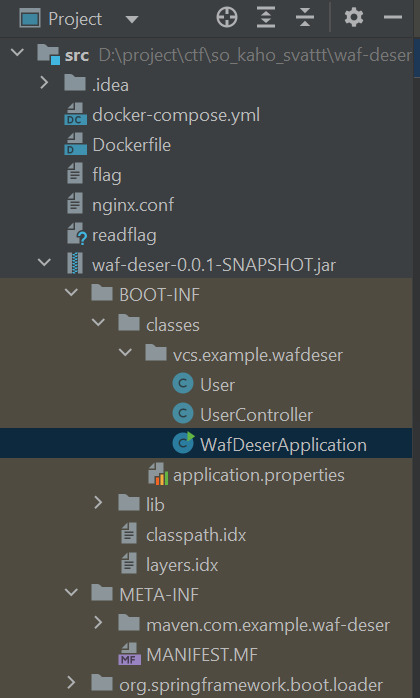 Project
src D:\project\ctf\so_kaho_svattt\waf-deser
.idea
DC docker-compose.yml
D Dockerfile
flag
nginx.conf
readflag
waf-deser-0.0.1-SNAPSHOT.jar
BOOT-INF
classes
vcs.example.wafdeser
C User
C UserController
C WafDeserApplication
application.properties
lib
classpath.idx
layers.idx
META-INF
maven.com.example.waf-deser
MF MANIFEST.MF
org.springframework.boot.loader